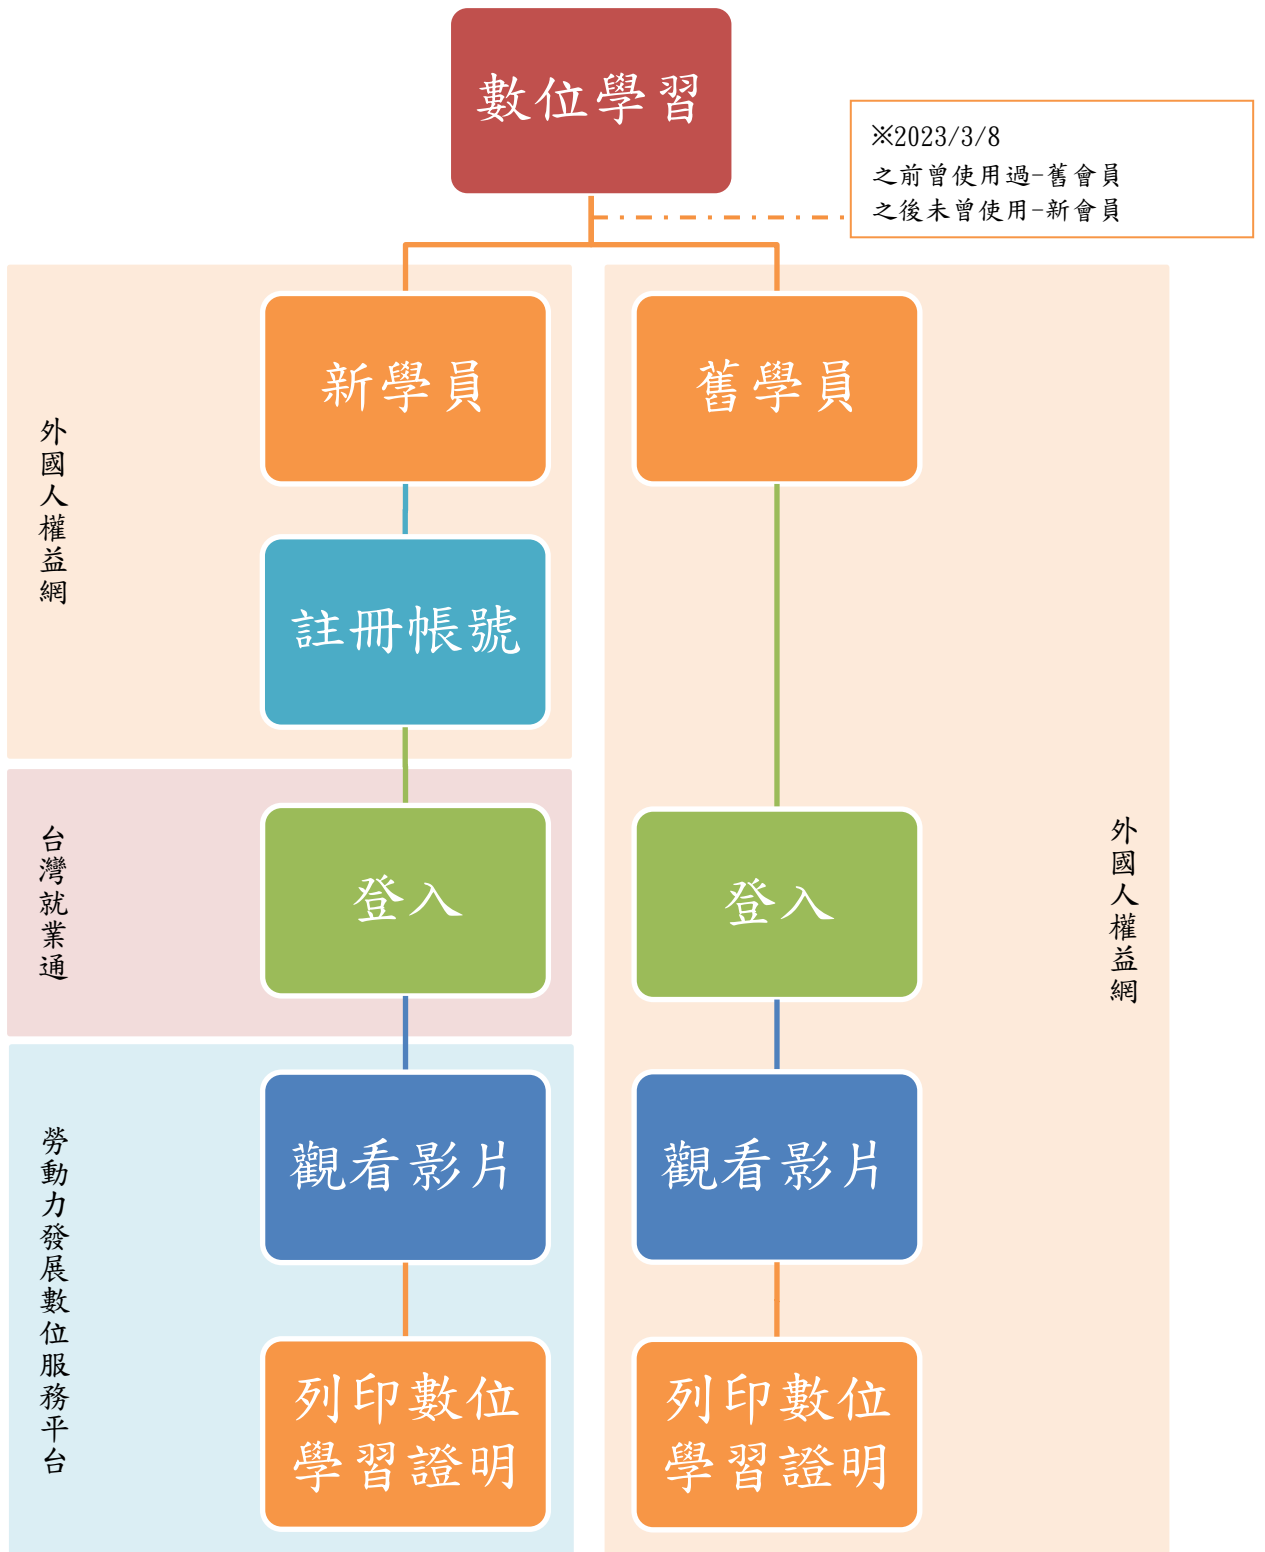 數位學習
※2023/3/8
之前曾使用過-舊會員
之後未曾使用-新會員
外國人權益網
新學員
註冊帳號
台灣就業通
登入
勞動力發展數位服務平台
觀看影片
列印數位
學習證明
舊學員
登入
觀看影片
列印數位
學習證明
外國人權益網